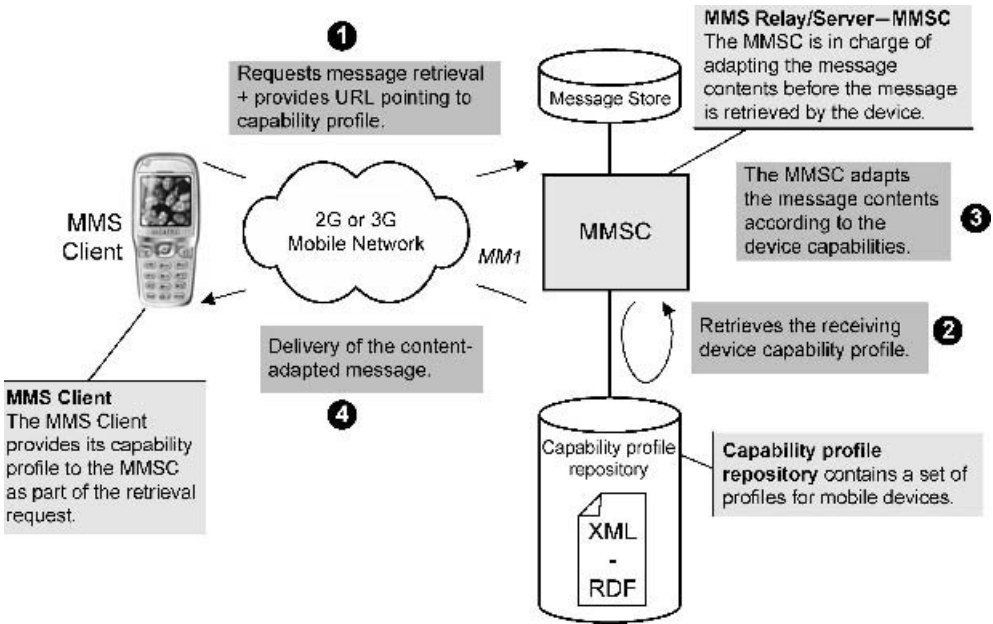 1
Requests message retrieval
+ provides URL pointing to
capability profile.
Message Store
MMS Relay/Server—MMSC
The MMSC is in charge of
adapting the message
contents before the message
is retrieved by the device.
MMS
Client
2G or 3G
Mobile Network
MM1
MMSC
The MMSC adapts
the message contents
according to the
device capabilities.
3
Retrieves the receiving
device capability profile.
2
Delivery of the content-
adapted message.
4
MMS Client
The MMS Client
provides its capability
profile to the MMSC
as part of the retrieval
request.
Capability profile
repository
XML
-
RDF
Capability profile
repository contains a set of
profiles for mobile devices.